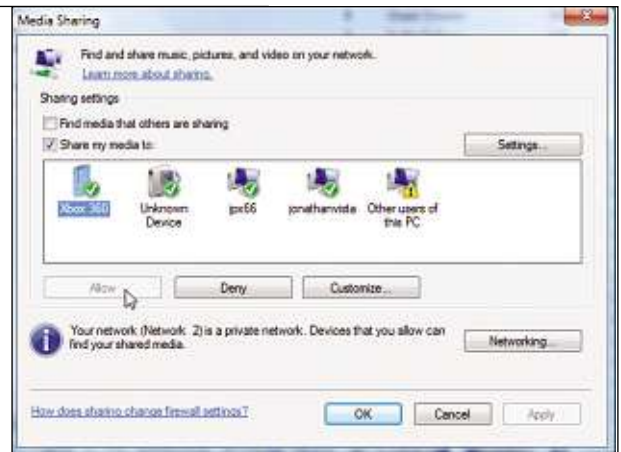 Media Sharing
Find and share music, pictures, and video on your network.
Learn more about sharing.
Sharing settings
Find media that others are sharing
Share my media to:
Settings...
Xbox 360
Unknown
Device
jpx66
jonathanvista
Other users of
this PC
Allow
Deny
Customize...
Your network (Network 2) is a private network. Devices that you allow can
find your shared media.
Networking...
How does sharing change firewall settings?
OK
Cancel
Apply